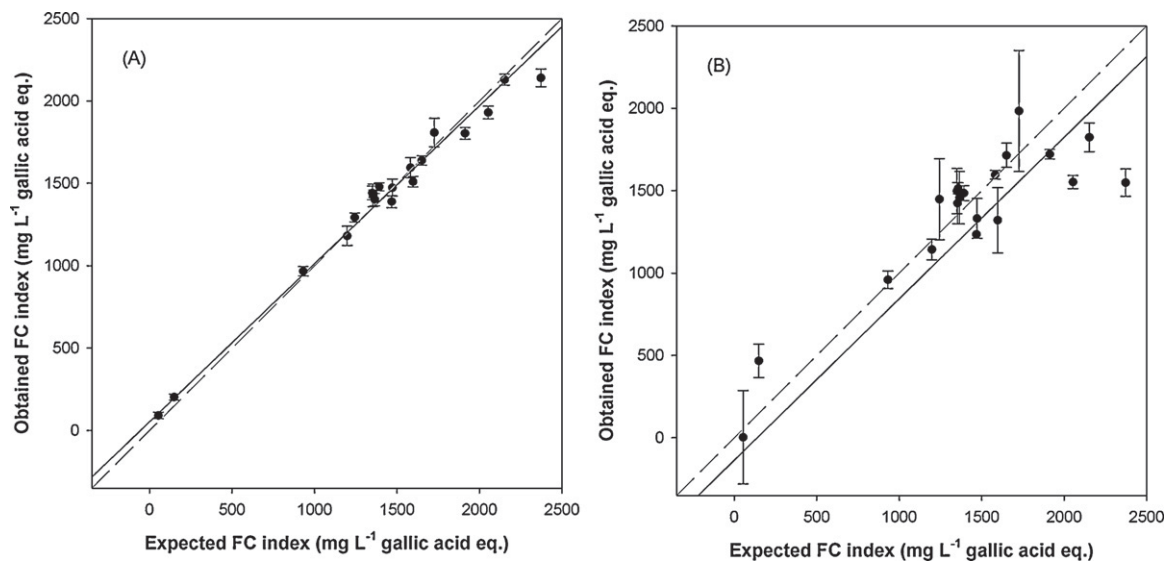 (A)
Obtained FC index (mg L⁻¹ gallic acid eq.)
2500
2000
1500
1000
500
0
0 500 1000 1500 2000 2500
Expected FC index (mg L⁻¹ gallic acid eq.)
(B)
Obtained FC index (mg L⁻¹ gallic acid eq.)
2500
2000
1500
1000
500
0
0 500 1000 1500 2000 2500
Expected FC index (mg L⁻¹ gallic acid eq.)